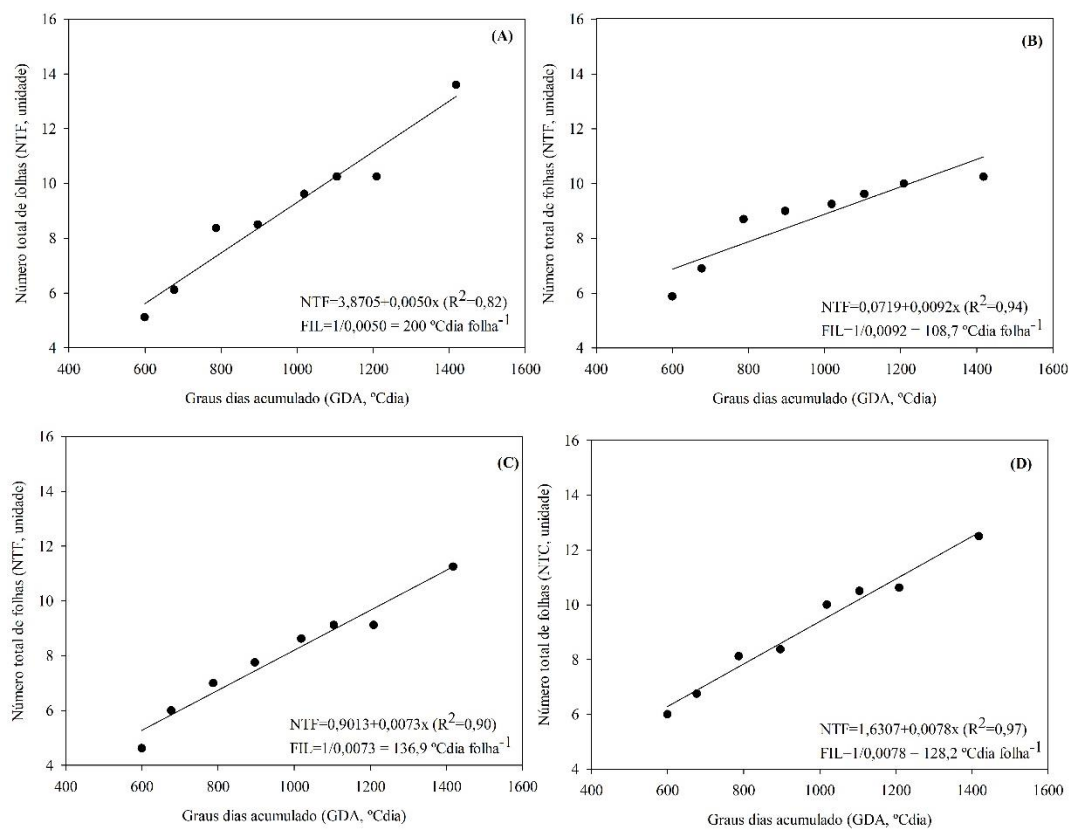 (A)
Número total de folhas (NTF, unidade)
16
14
12
10
8
6
4
NTF=3,8705+0,0050x (R²=0,82)
FIL=1/0,0050 = 200 ºCdia folha⁻¹
400 600 800 1000 1200 1400 1600
Graus dias acumulado (GDA, ºCdia)
(B)
Número total de folhas (NTF, unidade)
16
14
12
10
8
6
4
NTF=0,0719+0,0092x (R²=0,94)
FIL=1/0,0092 = 108,7 ºCdia folha⁻¹
400 600 800 1000 1200 1400 1600
Graus dias acumulado (GDA, ºCdia)
(C)
Número total de folhas (NTF, unidade)
16
14
12
10
8
6
4
NTF=0,9013+0,0073x (R²=0,90)
FIL=1/0,0073 = 136,9 ºCdia folha⁻¹
400 600 800 1000 1200 1400 1600
Graus dias acumulado (GDA, ºCdia)
(D)
Número total de folhas (NTC, unidade)
16
14
12
10
8
6
4
NTF=1,6307+0,0078x (R²=0,97)
FIL=1/0,0078 = 128,2 ºCdia folha⁻¹
400 600 800 1000 1200 1400 1600
Graus dias acumulado (GDA, ºCdia)